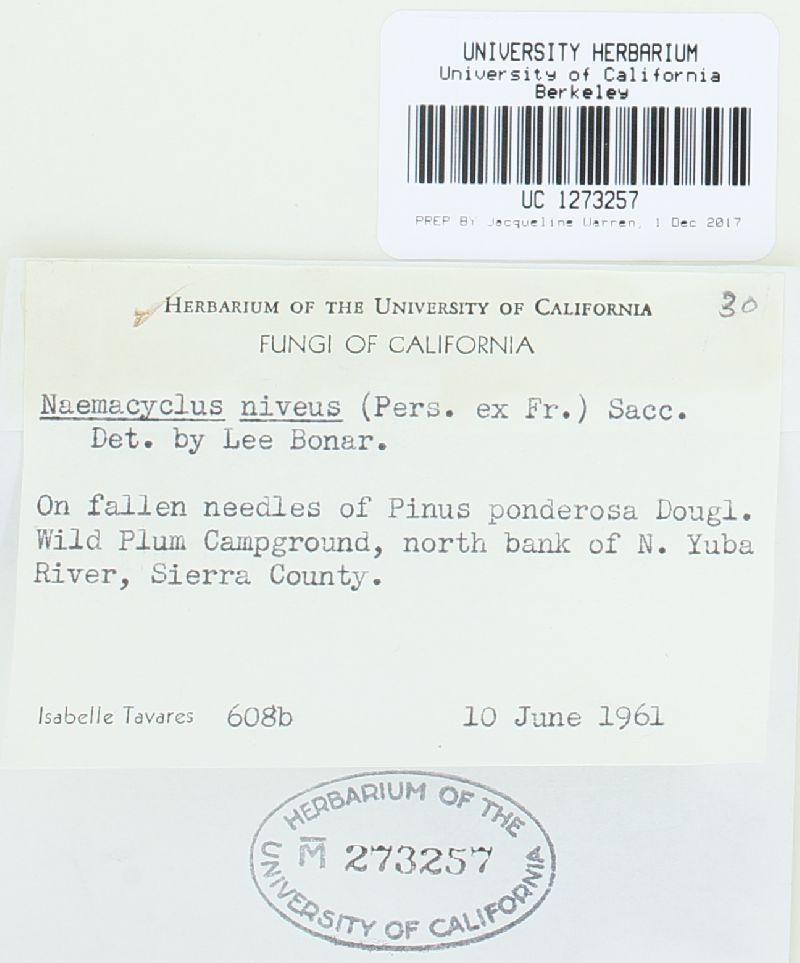 UNIVERSITY HERBARIUM
University of California
Berkeley
UC 1273257
PREP BY Jacqueline Warren, 1 Dec 2017
HERBARIUM OF THE UNIVERSITY OF CALIFORNIA 30
FUNGI OF CALIFORNIA
Naemacyclus niveus (Pers. ex Fr.) Sacc.
Det. by Lee Bonar.
On fallen needles of Pinus ponderosa Dougl.
Wild Plum Campground, north bank of N. Yuba
River, Sierra County.
Isabelle Tavares 608b 10 June 1961
HERBARIUM OF THE
M̅ 273257
UNIVERSITY OF CALIFORNIA